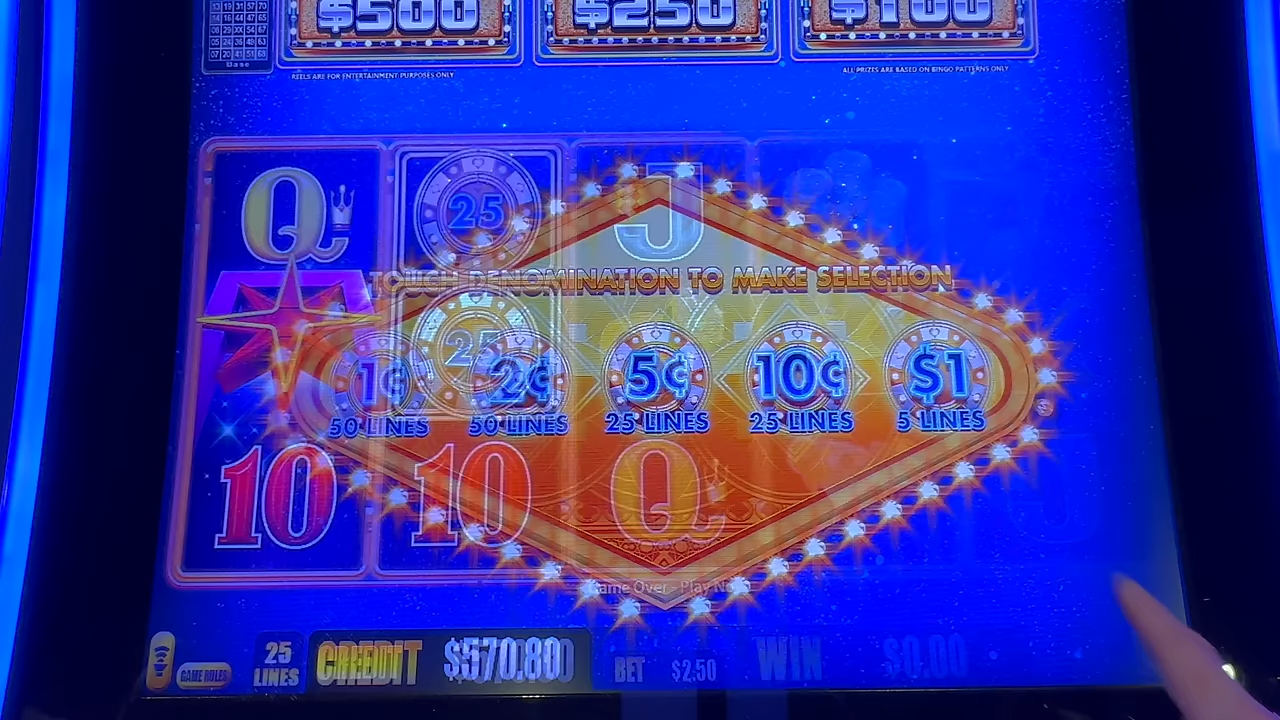 $500 $250 $100
REELS ARE FOR ENTERTAINMENT PURPOSES ONLY
ALL PRIZES ARE BASED ON BINGO PATTERNS ONLY
Q 25 J
TOUCH DENOMINATION TO MAKE SELECTION
25
1¢ 2¢ 5¢ 10¢ $1
50 LINES 50 LINES 25 LINES 25 LINES 5 LINES
10 10 Q
Game Over - Play
GAME RULES
25 LINES
CREDIT $570.80
BET $2.50
WIN $0.00